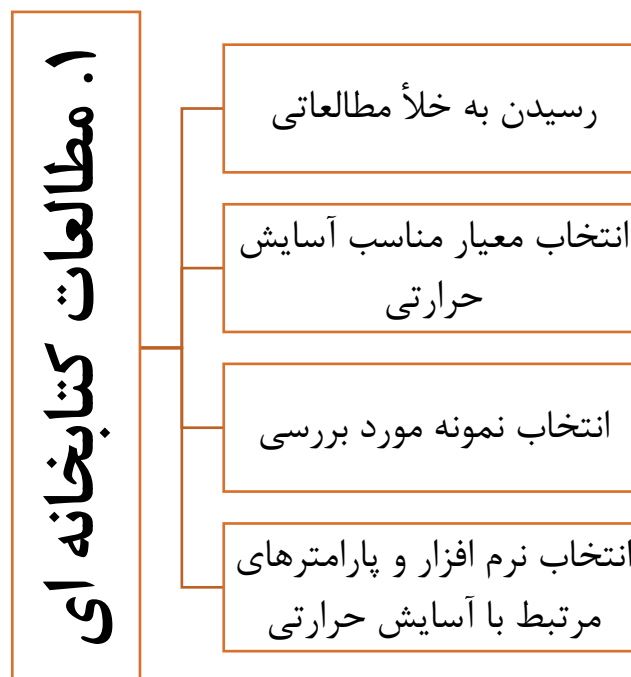 ۱. مطالعات کتابخانه ای
رسیدن به خلأ مطالعاتی
انتخاب معیار مناسب آسایش
حرارتی
انتخاب نمونه مورد بررسی
انتخاب نرم افزار و پارامترهای
مرتبط با آسایش حرارتی